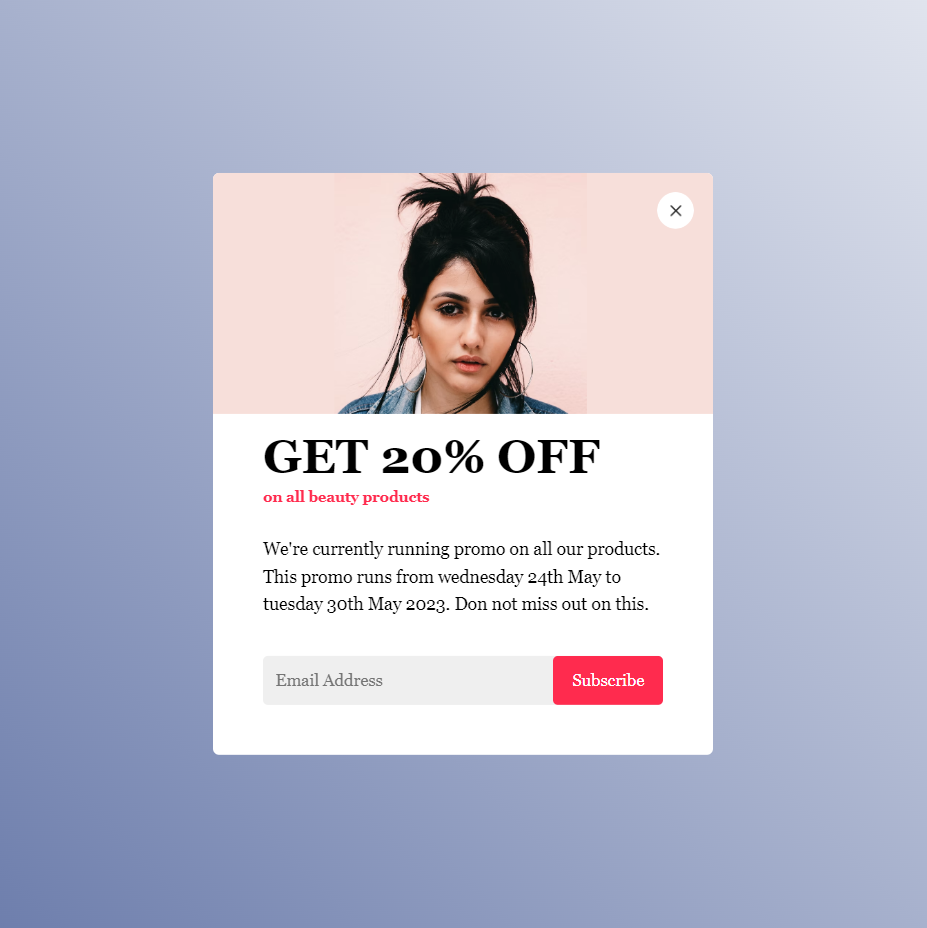 GET 20% OFF
on all beauty products
We're currently running promo on all our products.
This promo runs from wednesday 24th May to
tuesday 30th May 2023. Don not miss out on this.
Email Address
Subscribe